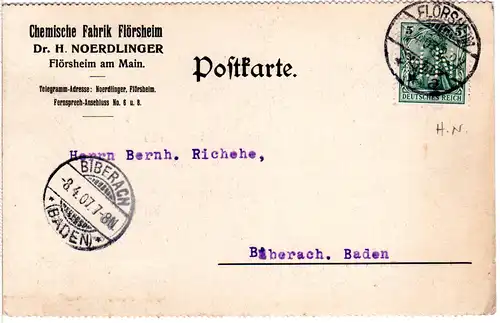 Chemische Fabrik Flörsheim
Dr. H. NOERDLINGER
Flörsheim am Main.
Telegramm-Adresse: Noerdlinger, Flörsheim.
Fernsprech-Anschluss No. 6 u. 8.
Postkarte.
FLÖRSHEIM
5 5
DEUTSCHES REICH
H.N.
Herrn Bernh. Richehe,
BIBERACH
-8.4.07.7-8N.
*(BADEN)*
Biberach. Baden